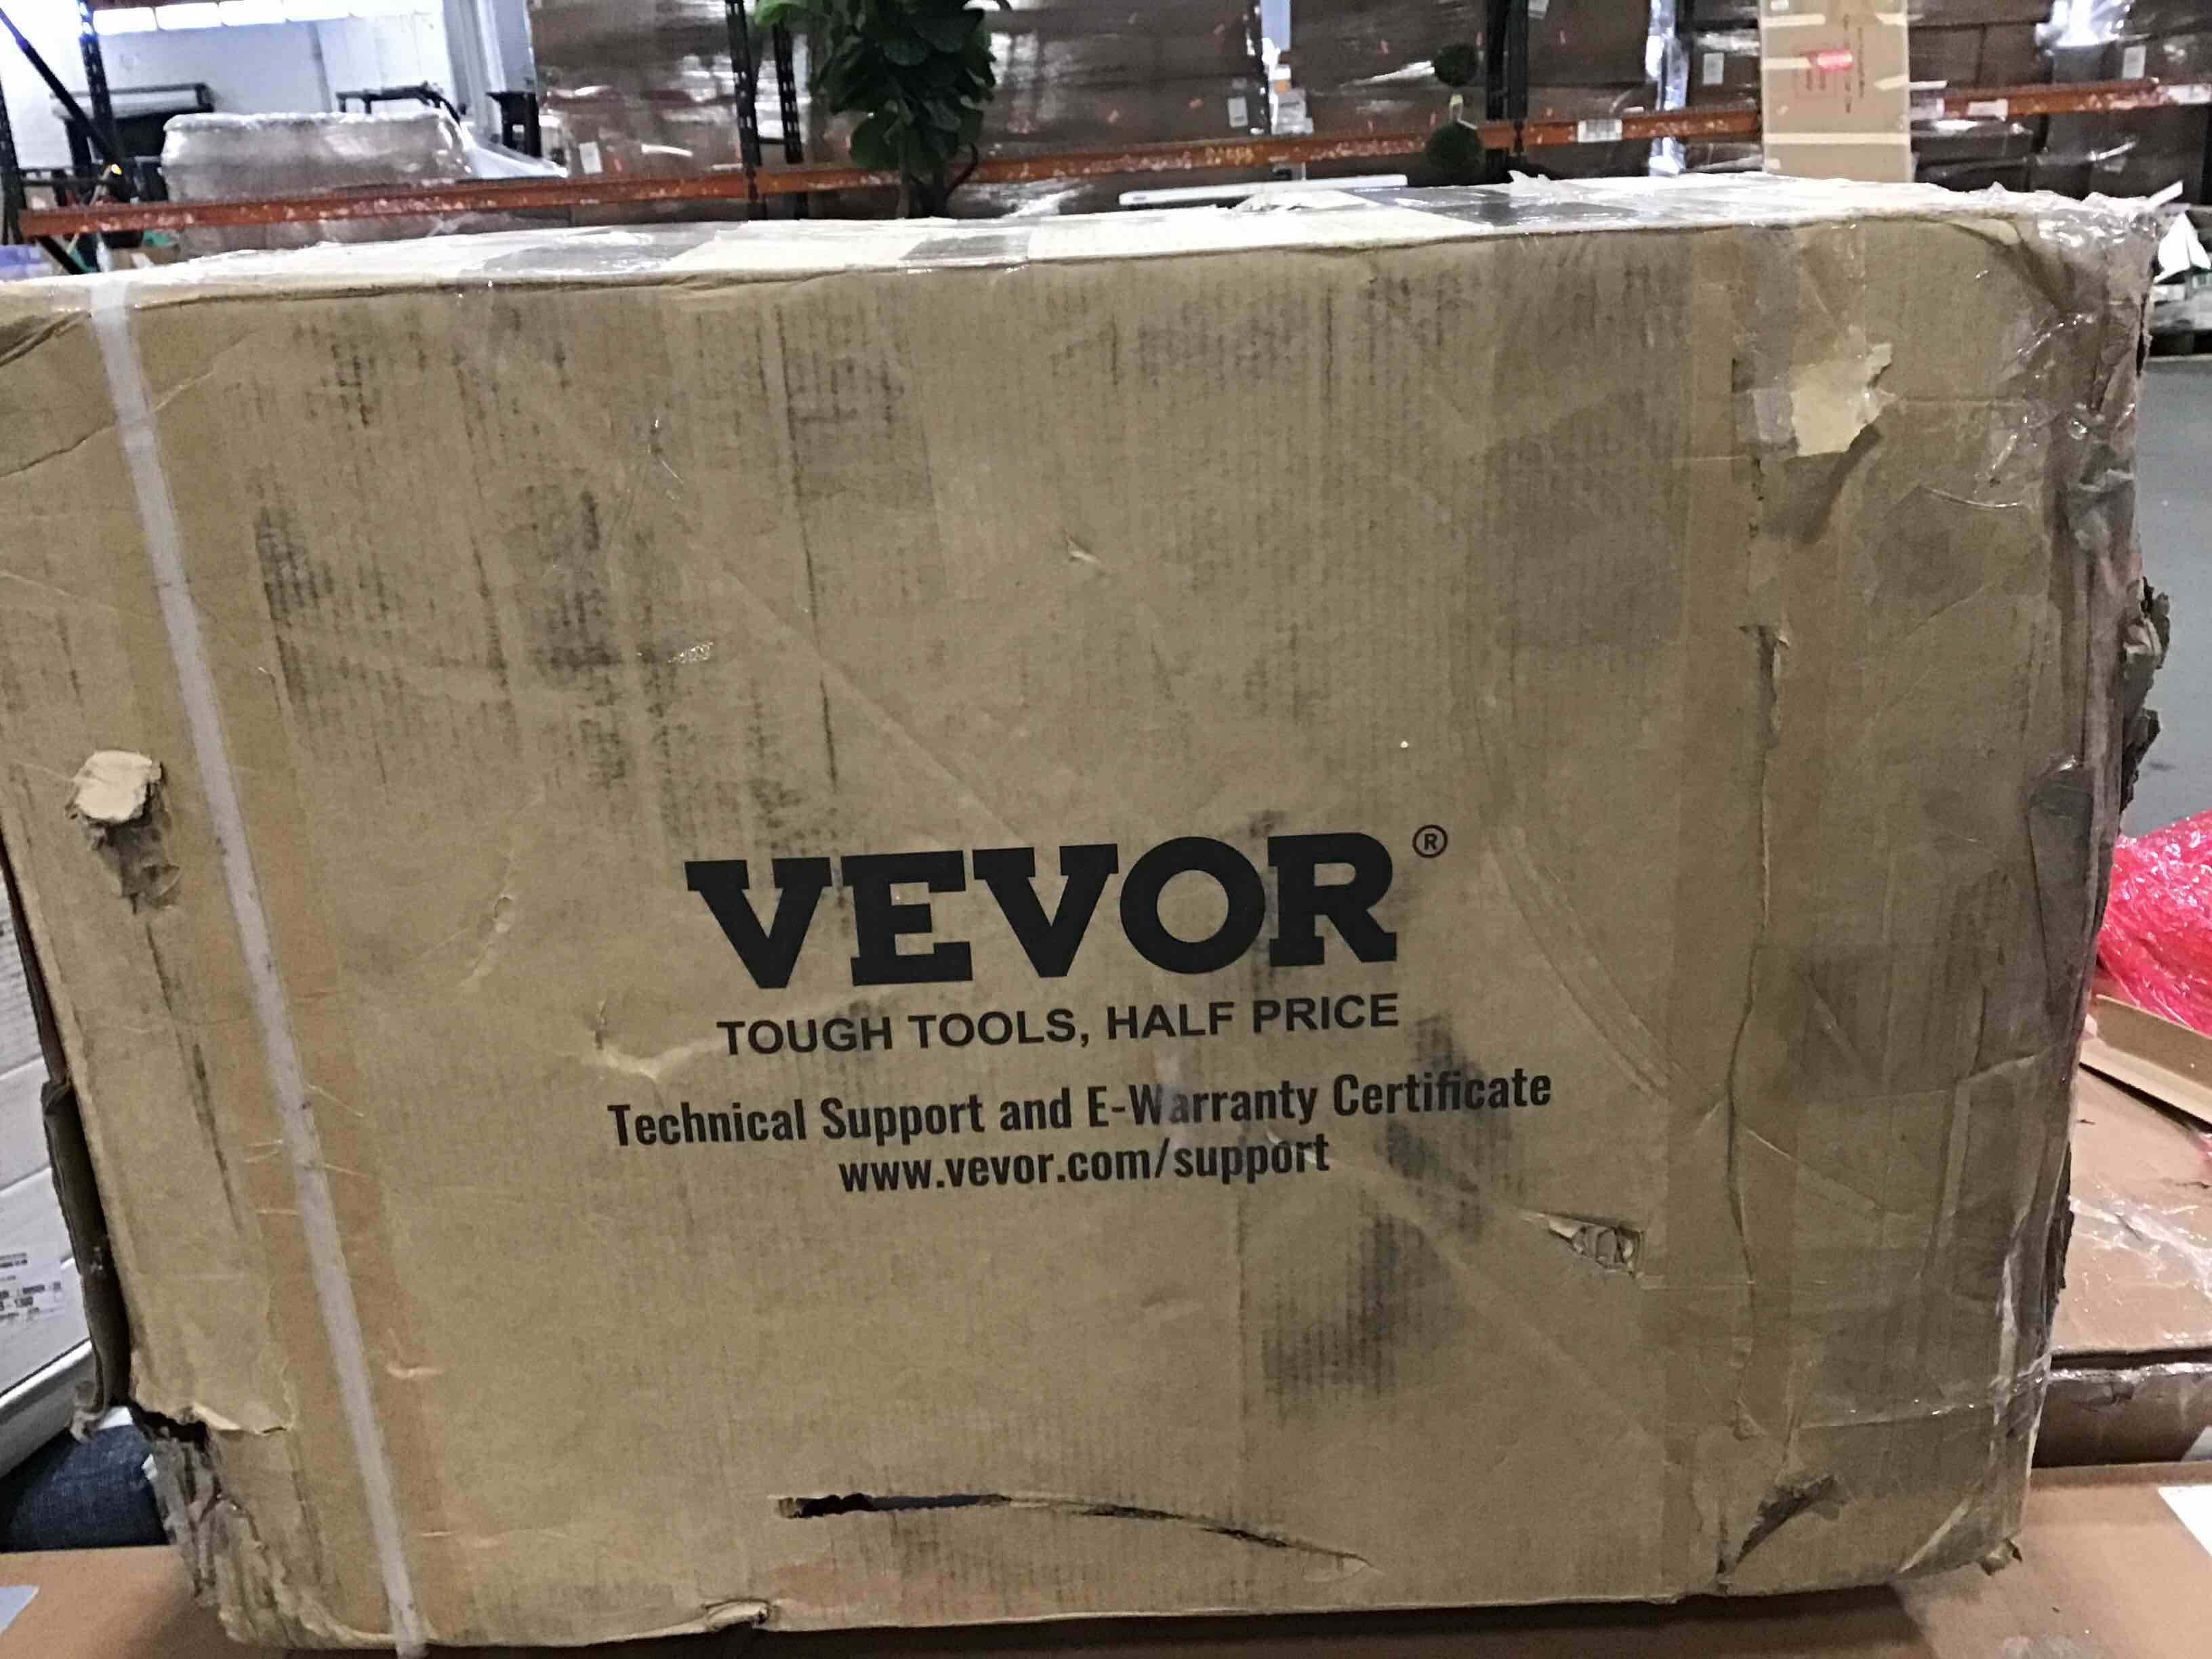 VEVOR®
TOUGH TOOLS, HALF PRICE
Technical Support and E-Warranty Certificate
www.vevor.com/support